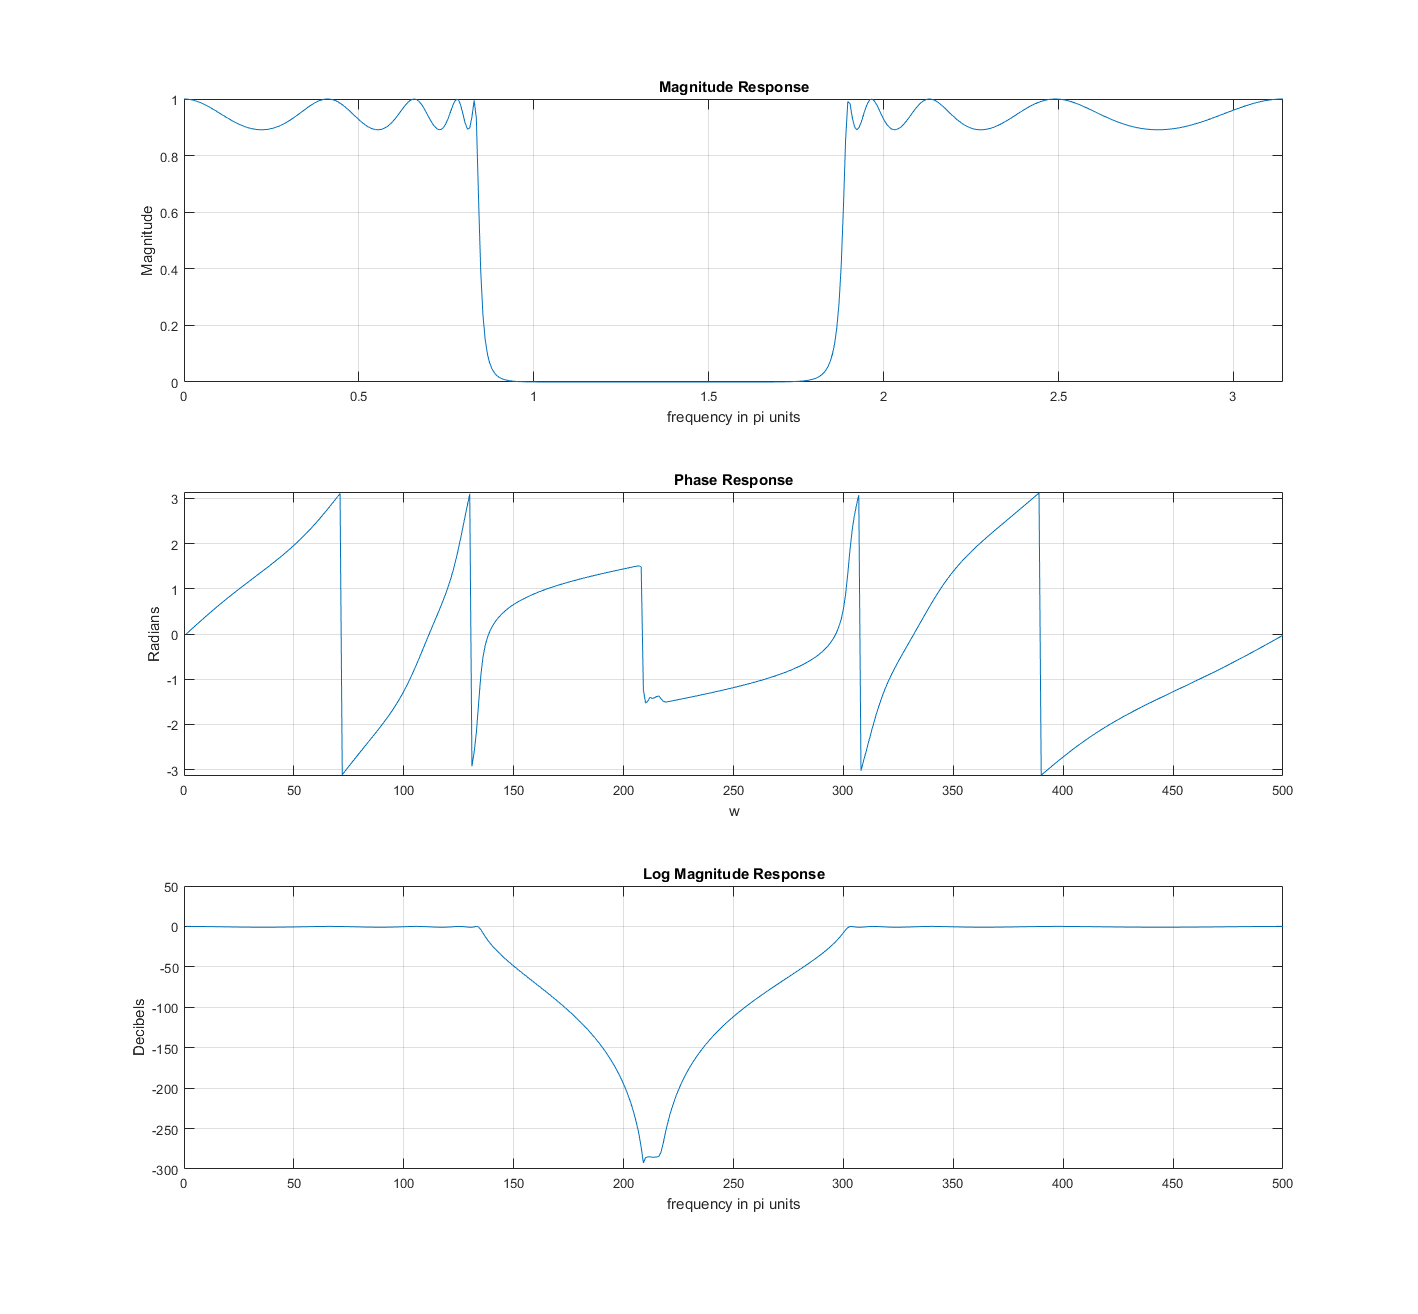 Magnitude Response
Magnitude
1
0.8
0.6
0.4
0.2
0
0 0.5 1 1.5 2 2.5 3
frequency in pi units
Phase Response
Radians
3
2
1
0
-1
-2
-3
0 50 100 150 200 250 300 350 400 450 500
w
Log Magnitude Response
Decibels
50
0
-50
-100
-150
-200
-250
-300
0 50 100 150 200 250 300 350 400 450 500
frequency in pi units